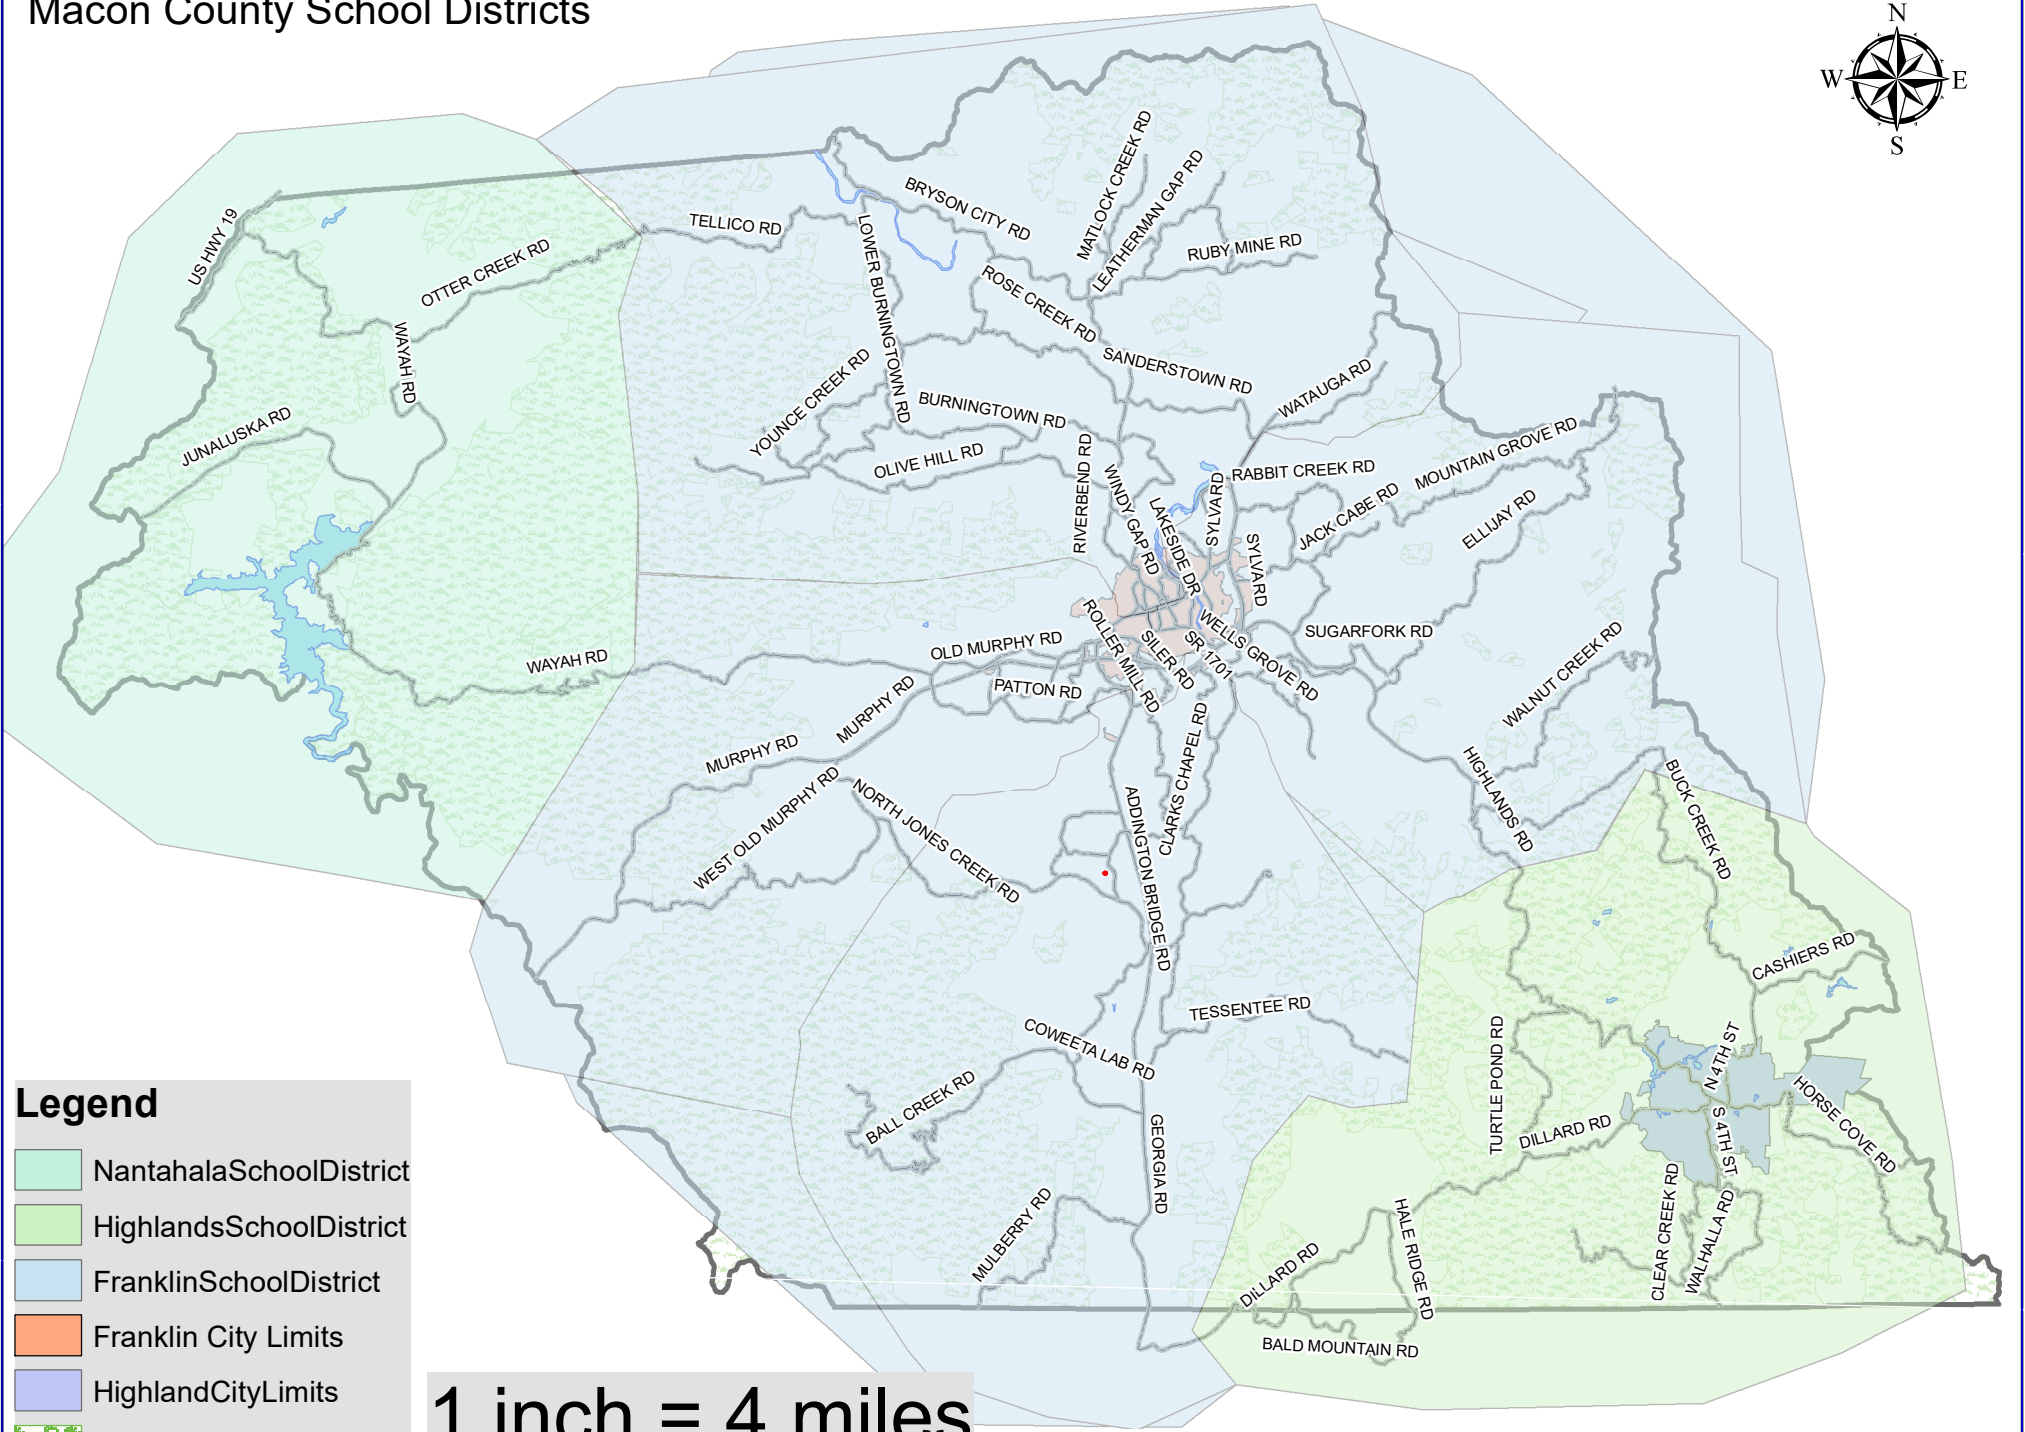 Macon County School Districts
N
W
E
S
US HWY 19
OTTER CREEK RD
WAYAH RD
JUNALUSKA RD
WAYAH RD
TELLICO RD
BRYSON CITY RD
MATLOCK CREEK RD
LEATHERMAN GAP RD
RUBY MINE RD
LOWER BURNINGTOWN RD
ROSE CREEK RD
SANDERSTOWN RD
WATAUGA RD
YOUNCE CREEK RD
BURNINGTOWN RD
OLIVE HILL RD
RIVERBEND RD
WINDY GAP RD
LAKESIDE DR
SYLVARD
RABBIT CREEK RD
MOUNTAIN GROVE RD
JACK CABE RD
ELLIJAY RD
SYLVARD
SUGARFORK RD
WALNUT CREEK RD
OLD MURPHY RD
ROLLER MILL RD
SILER RD
SR 1701
WELLS GROVE RD
PATTON RD
MURPHY RD
MURPHY RD
WEST OLD MURPHY RD
NORTH JONES CREEK RD
ADDINGTON BRIDGE RD
CLARKS CHAPEL RD
HIGHLANDS RD
BUCK CREEK RD
CASHIERS RD
TESSENTEE RD
COWEETA LAB RD
BALL CREEK RD
TURTLE POND RD
N 4TH ST
DILLARD RD
S 4TH ST
HORSE COVE RD
GEORGIA RD
MULBERRY RD
DILLARD RD
HALE RIDGE RD
CLEAR CREEK RD
WALHALLA RD
BALD MOUNTAIN RD
Legend
NantahalaSchoolDistrict
HighlandsSchoolDistrict
FranklinSchoolDistrict
Franklin City Limits
HighlandCityLimits
1 inch = 4 miles